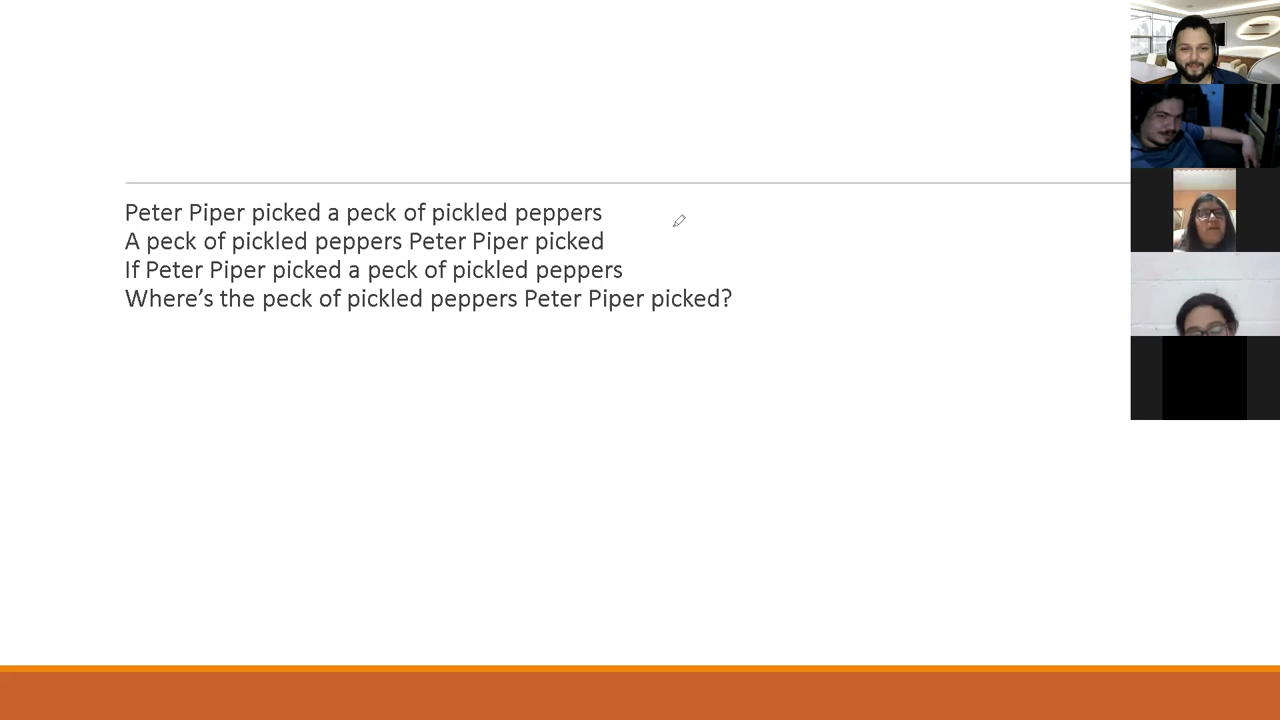 Peter Piper picked a peck of pickled peppers
A peck of pickled peppers Peter Piper picked
If Peter Piper picked a peck of pickled peppers
Where’s the peck of pickled peppers Peter Piper picked?